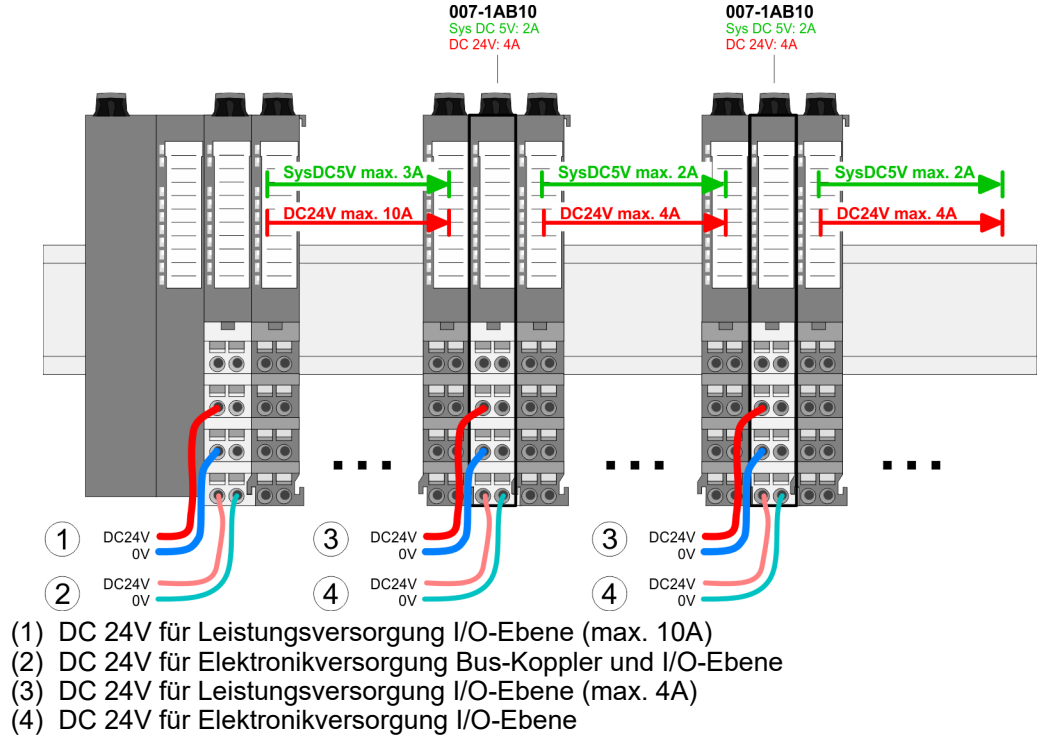 007-1AB10
Sys DC 5V: 2A
DC 24V: 4A
007-1AB10
Sys DC 5V: 2A
DC 24V: 4A
SysDC5V max. 3A
SysDC5V max. 2A
SysDC5V max. 2A
DC24V max. 10A
DC24V max. 4A
DC24V max. 4A
1 DC24V
0V
2 DC24V
0V
3 DC24V
0V
4 DC24V
0V
3 DC24V
0V
4 DC24V
0V
(1) DC 24V für Leistungsversorgung I/O-Ebene (max. 10A)
(2) DC 24V für Elektronikversorgung Bus-Koppler und I/O-Ebene
(3) DC 24V für Leistungsversorgung I/O-Ebene (max. 4A)
(4) DC 24V für Elektronikversorgung I/O-Ebene